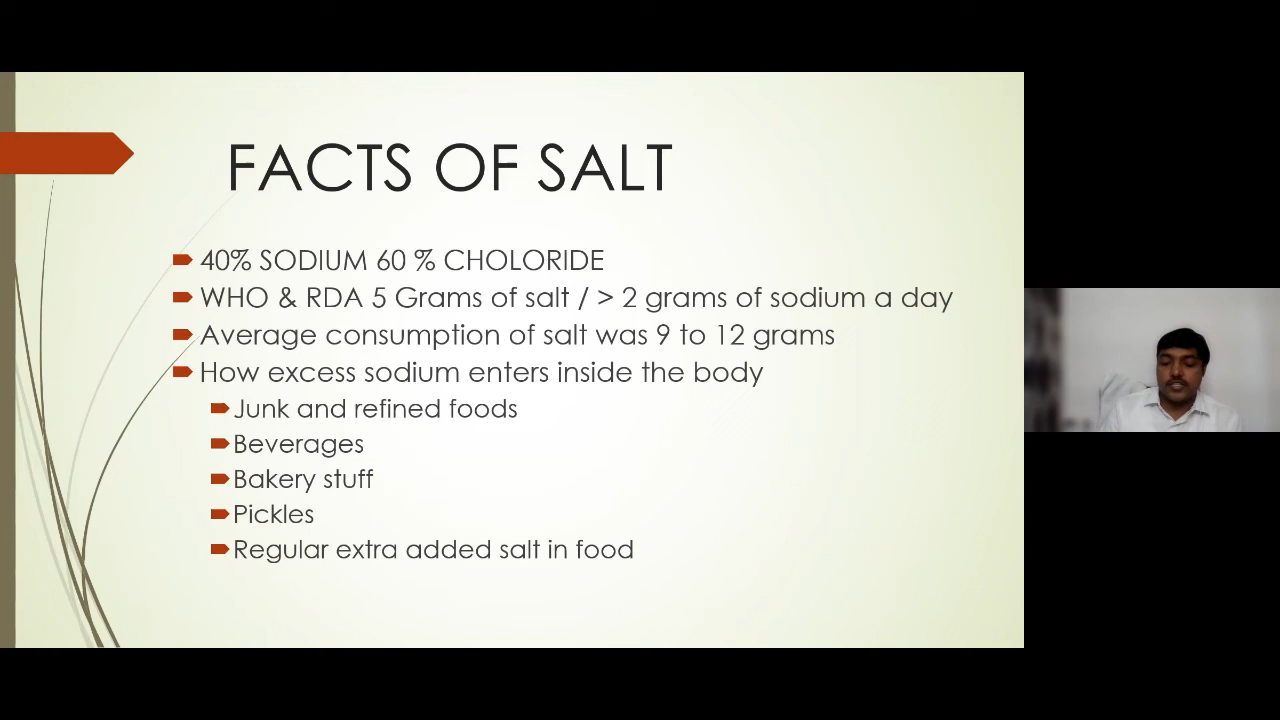 FACTS OF SALT
40% SODIUM 60 % CHOLORIDE
WHO & RDA 5 Grams of salt / > 2 grams of sodium a day
Average consumption of salt was 9 to 12 grams
How excess sodium enters inside the body
Junk and refined foods
Beverages
Bakery stuff
Pickles
Regular extra added salt in food